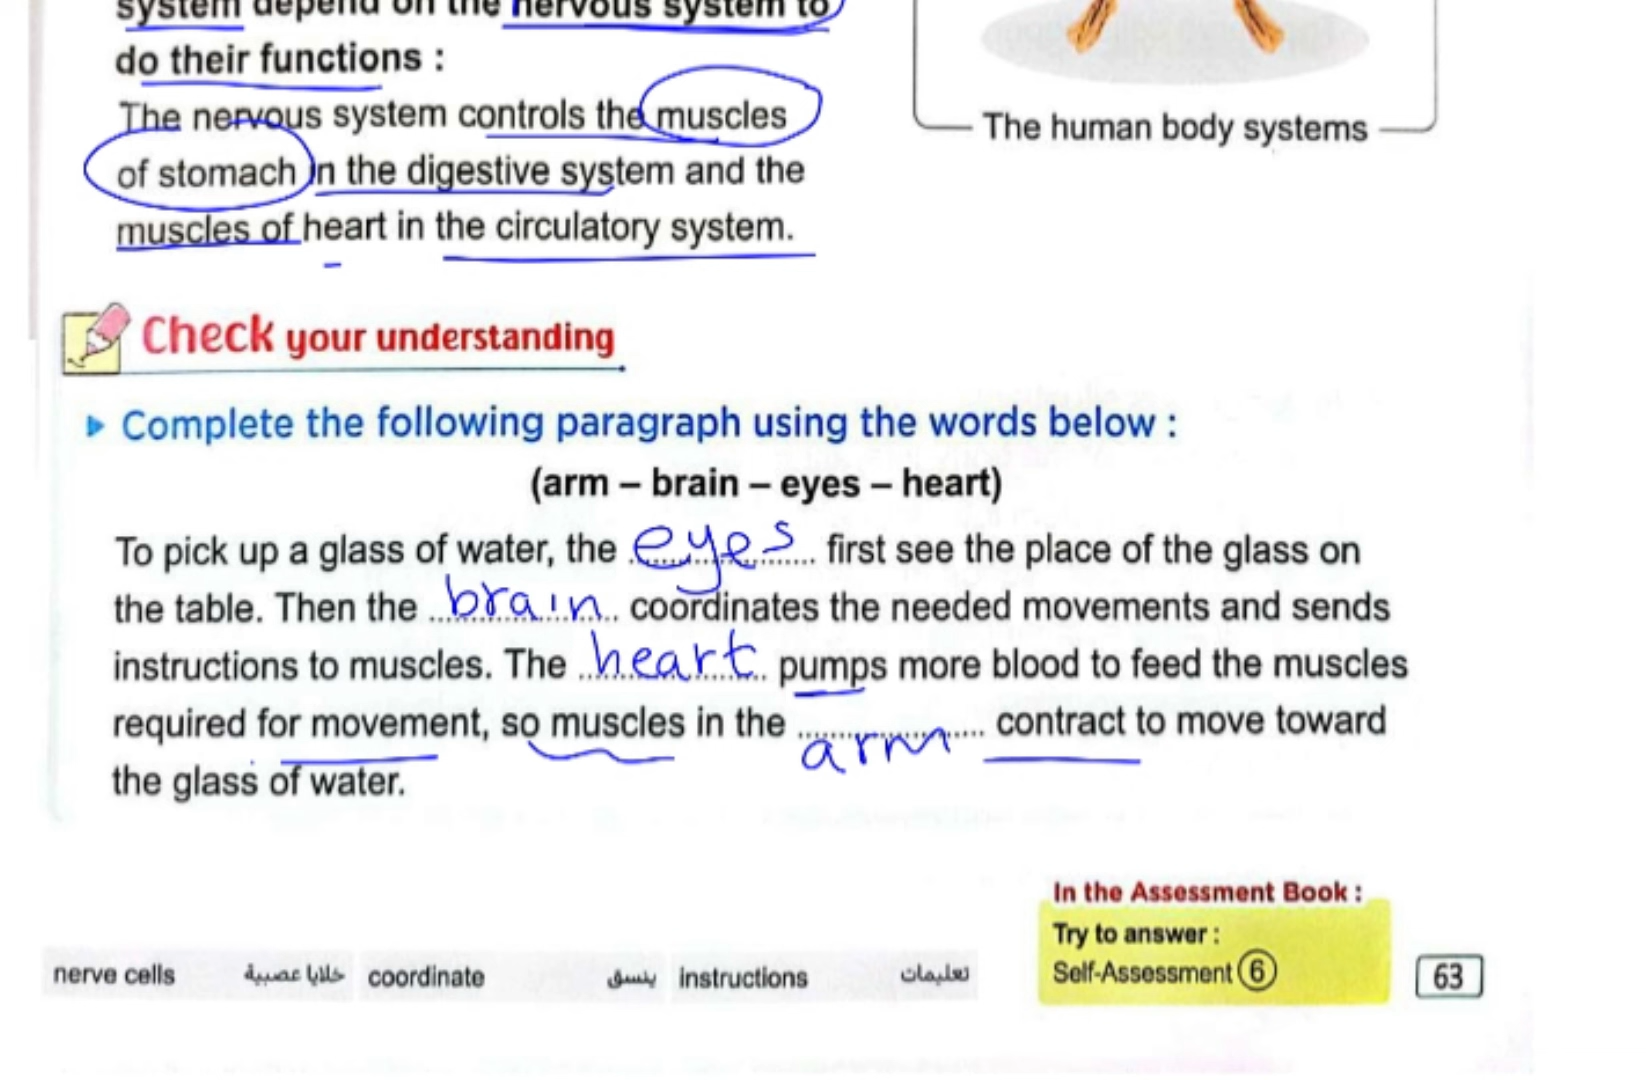 system depend on the nervous system to
do their functions :
The nervous system controls the muscles
of stomach in the digestive system and the
muscles of heart in the circulatory system.
The human body systems
Check your understanding
Complete the following paragraph using the words below :
(arm – brain – eyes – heart)
To pick up a glass of water, the eyes first see the place of the glass on
the table. Then the brain coordinates the needed movements and sends
instructions to muscles. The heart pumps more blood to feed the muscles
required for movement, so muscles in the arm contract to move toward
the glass of water.
In the Assessment Book :
Try to answer :
Self-Assessment 6
nerve cells خلايا عصبية coordinate ينسق instructions تعليمات
63